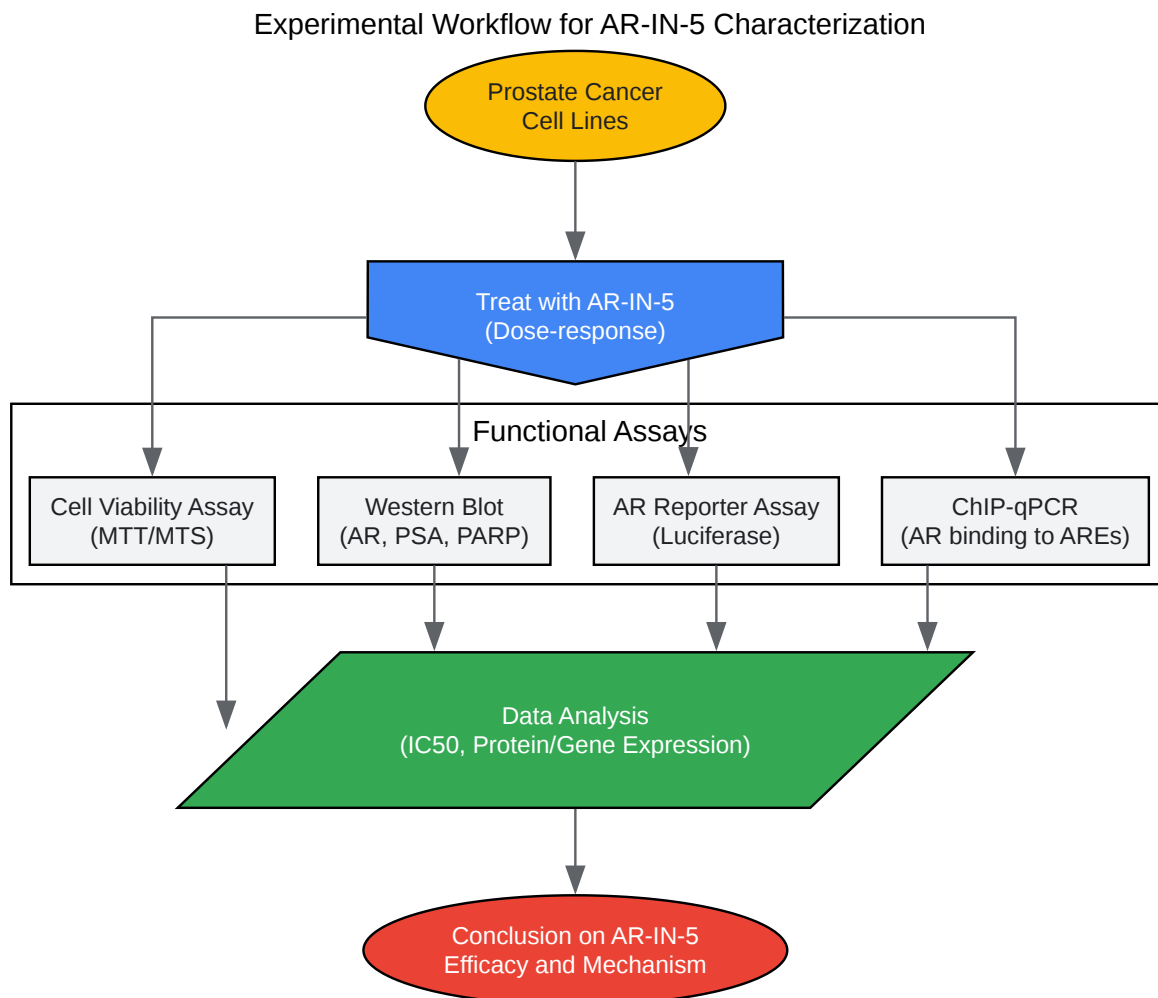 Experimental Workflow for AR-IN-5 Characterization
Prostate Cancer
Cell Lines
Treat with AR-IN-5
(Dose-response)
Functional Assays
Cell Viability Assay
(MTT/MTS)
Western Blot
(AR, PSA, PARP)
AR Reporter Assay
(Luciferase)
ChIP-qPCR
(AR binding to AREs)
Data Analysis
(IC50, Protein/Gene Expression)
Conclusion on AR-IN-5
Efficacy and Mechanism